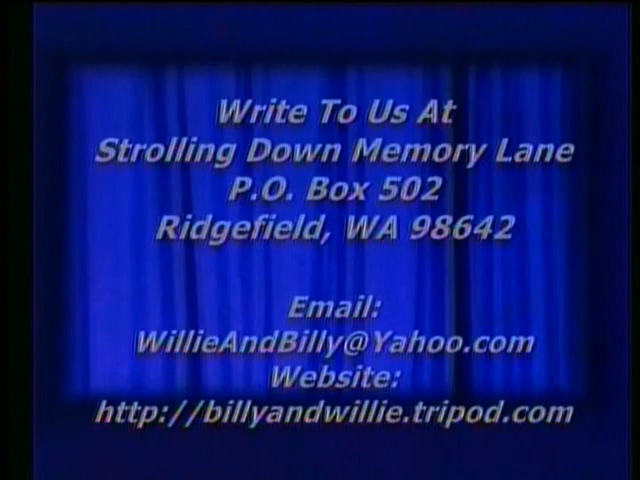 Write To Us At
Strolling Down Memory Lane
P.O. Box 502
Ridgefield, WA 98642
Email:
WillieAndBilly@Yahoo.com
Website:
http://billyandwillie.tripod.com